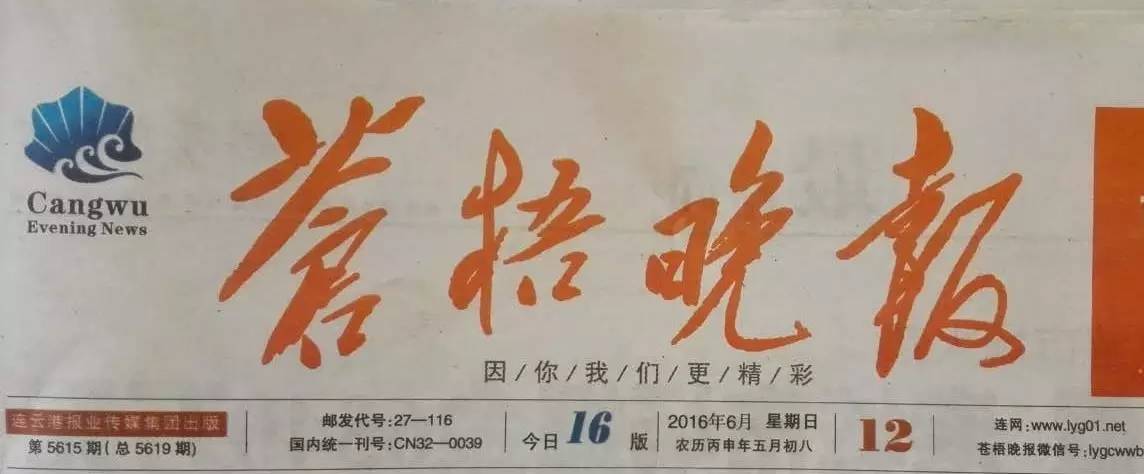 Cangwu
Evening News
蒼梧晚報
因/你/我/们/更/精/彩
连云港报业传媒集团出版
第5615期(总5619期)
邮发代号:27—116
国内统一刊号:CN32—0039
今日16版
2016年6月 星期日
农历丙申年五月初八
12
连网:www.lyg01.net
苍梧晚报微信号:lygcwwb